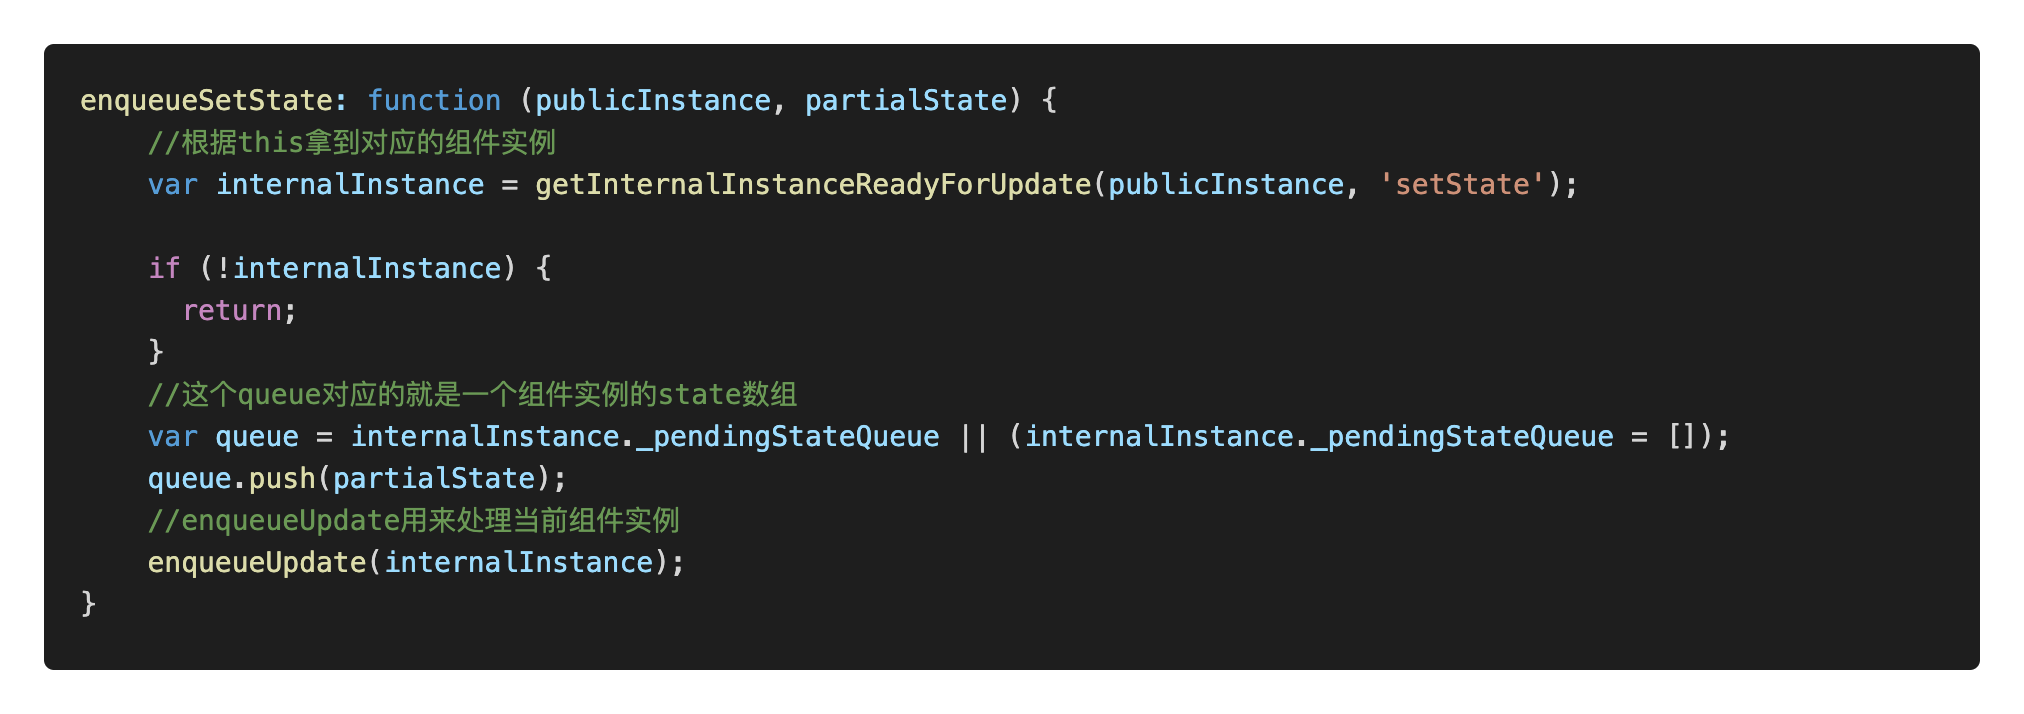 enqueueSetState: function (publicInstance, partialState) {
    //根据this拿到对应的组件实例
    var internalInstance = getInternalInstanceReadyForUpdate(publicInstance, 'setState');

    if (!internalInstance) {
      return;
    }
    //这个queue对应的就是一个组件实例的state数组
    var queue = internalInstance._pendingStateQueue || (internalInstance._pendingStateQueue = []);
    queue.push(partialState);
    //enqueueUpdate用来处理当前组件实例
    enqueueUpdate(internalInstance);
}